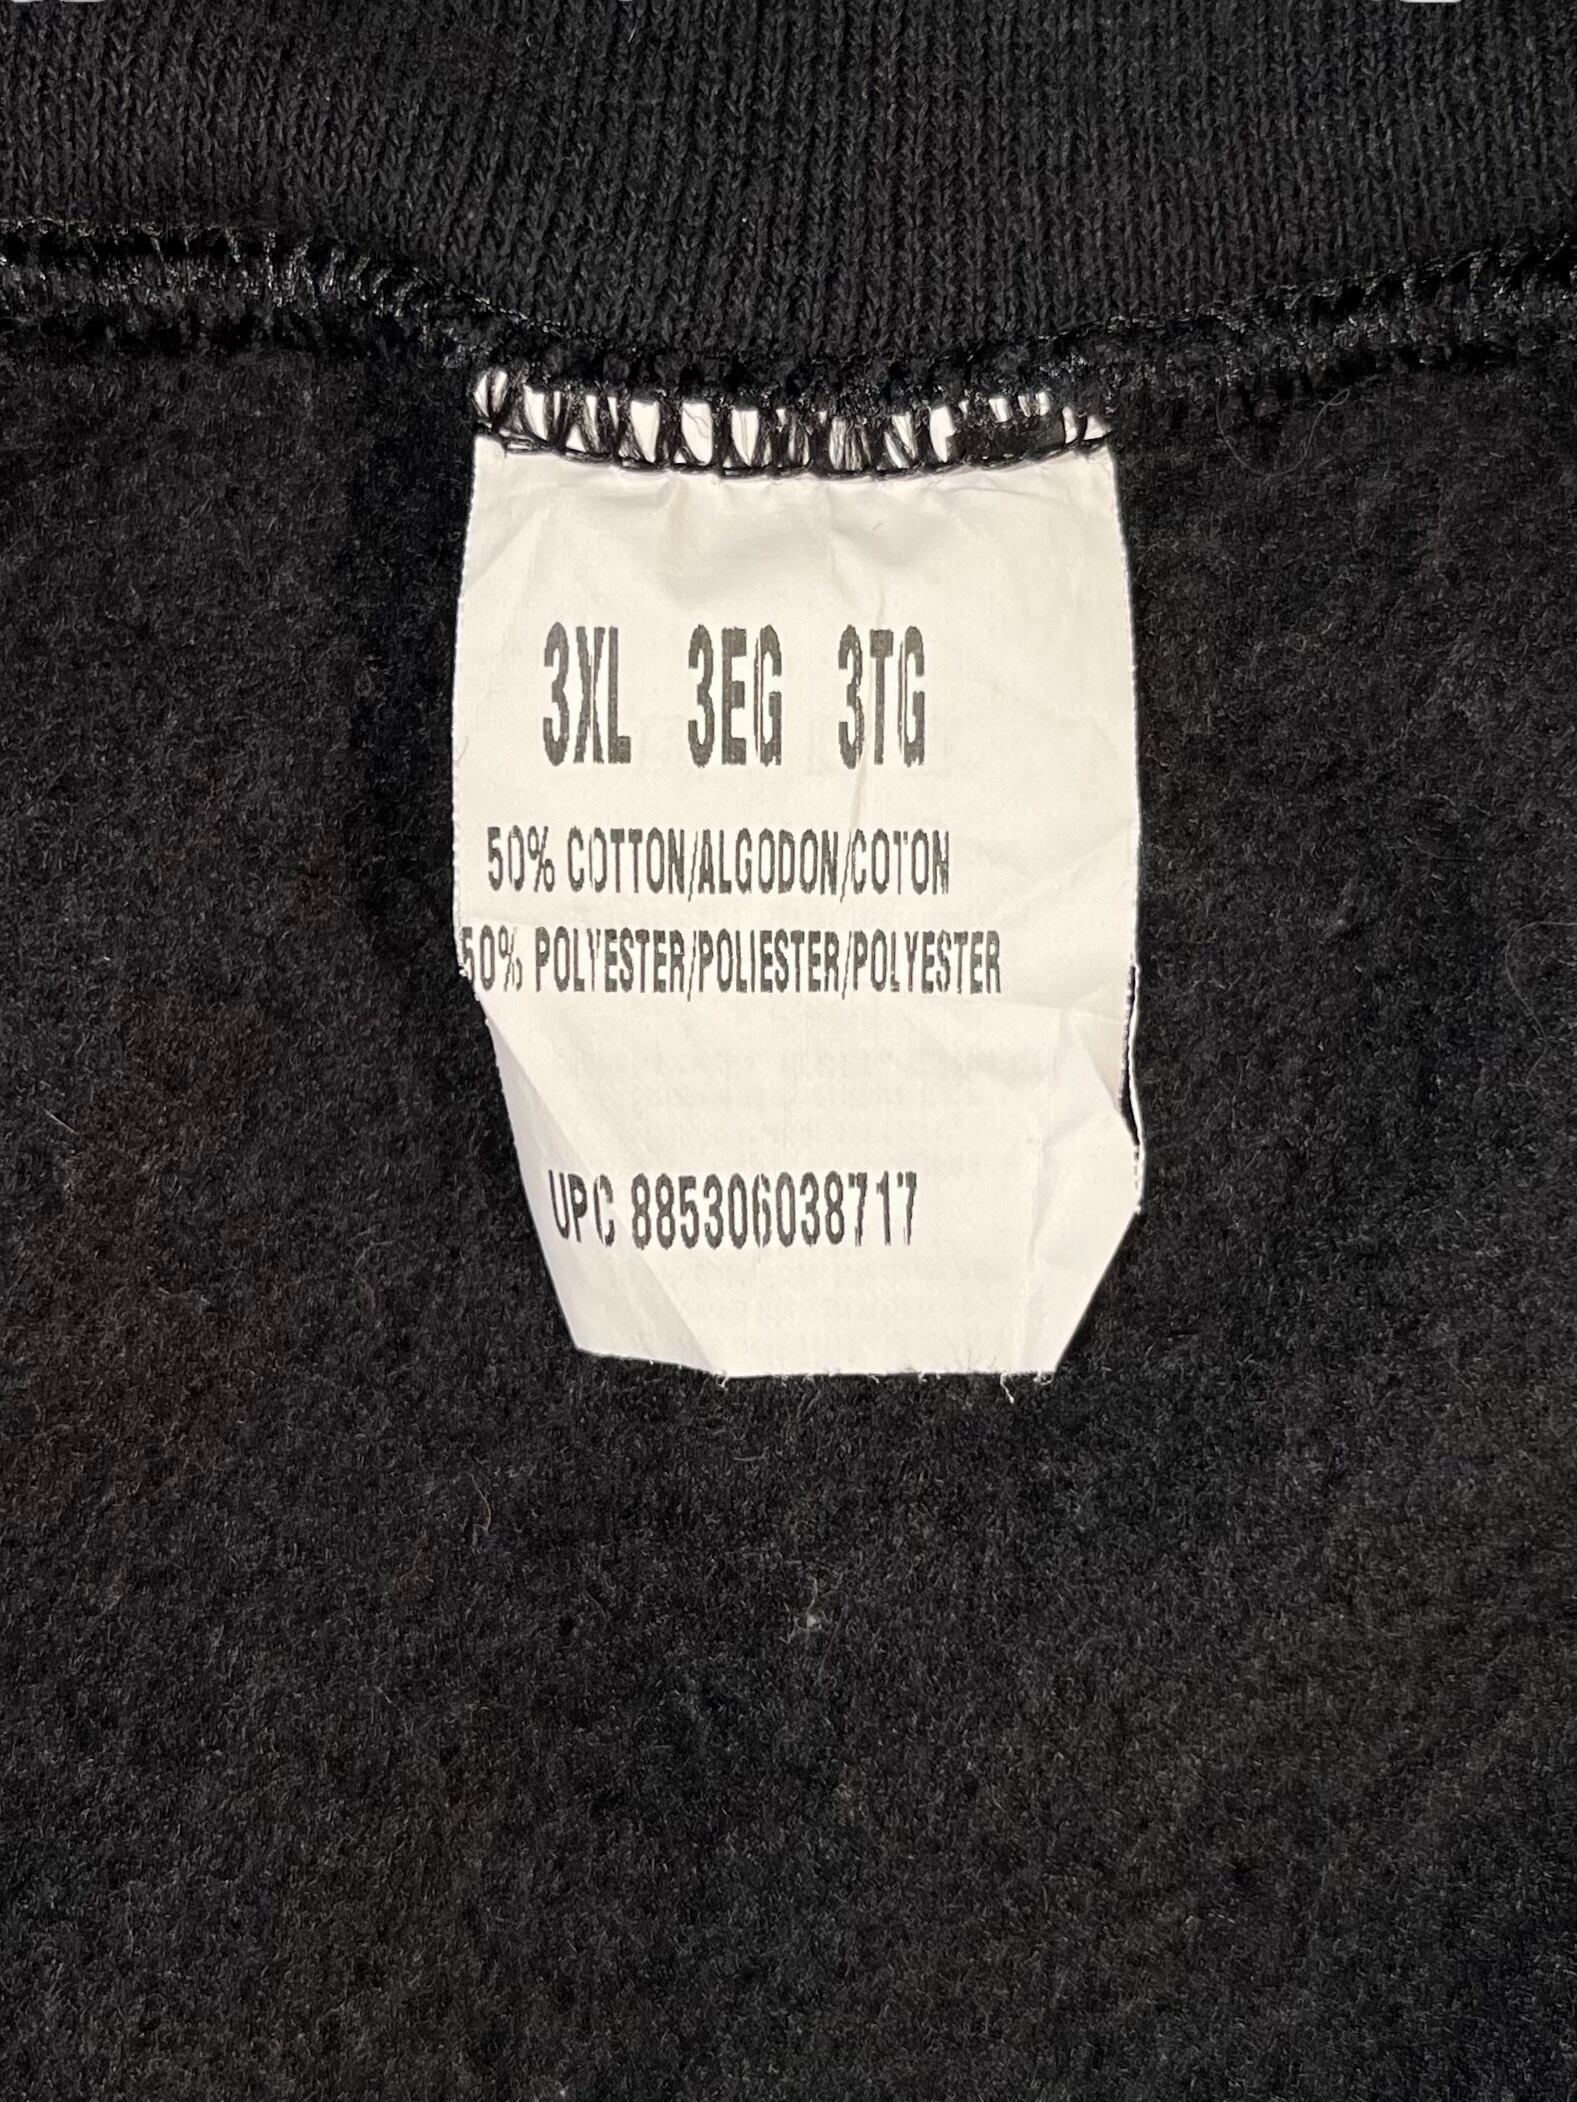 3XL 3EG 3TG
50% COTTON/ALGODON/COTON
50% POLYESTER/POLIESTER/POLYESTER
UPC 885306038717